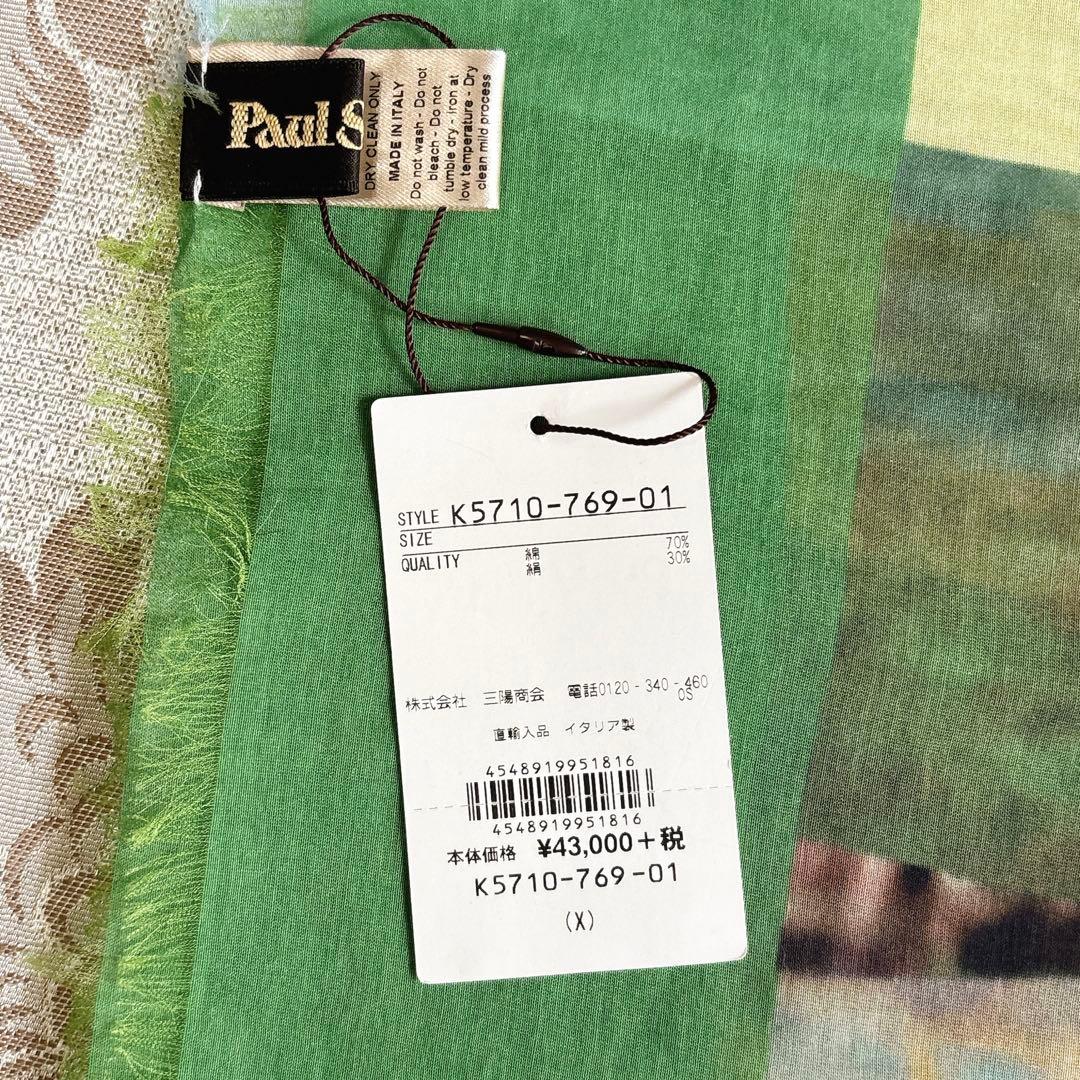 Paul S
DRY CLEAN ONLY
MADE IN ITALY
Do not wash - Do not
bleach - Do not
tumble dry - Iron at
low temperature - Dry
clean mild process
STYLE K5710-769-01
SIZE
QUALITY 綿 70%
絹 30%
株式会社 三陽商会 電話0120-340-460
OS
直輸入品 イタリア製
4548919951816
4548919951816
本体価格 ¥43,000+税
K5710-769-01
(X)